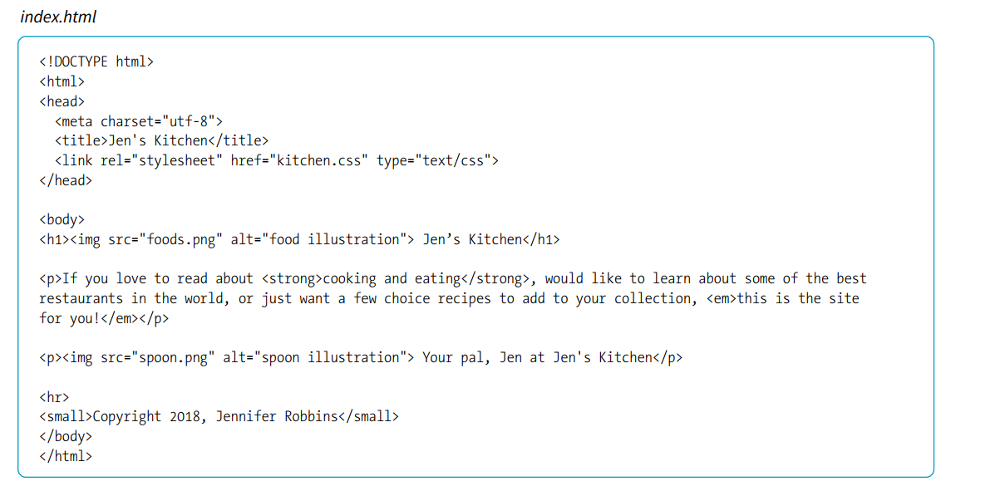 index.html
<!DOCTYPE html>
<html>
<head>
  <meta charset="utf-8">
  <title>Jen's Kitchen</title>
  <link rel="stylesheet" href="kitchen.css" type="text/css">
</head>
<body>
<h1><img src="foods.png" alt="food illustration"> Jen’s Kitchen</h1>
<p>If you love to read about <strong>cooking and eating</strong>, would like to learn about some of the best
restaurants in the world, or just want a few choice recipes to add to your collection, <em>this is the site
for you!</em></p>
<p><img src="spoon.png" alt="spoon illustration"> Your pal, Jen at Jen's Kitchen</p>
<hr>
<small>Copyright 2018, Jennifer Robbins</small>
</body>
</html>